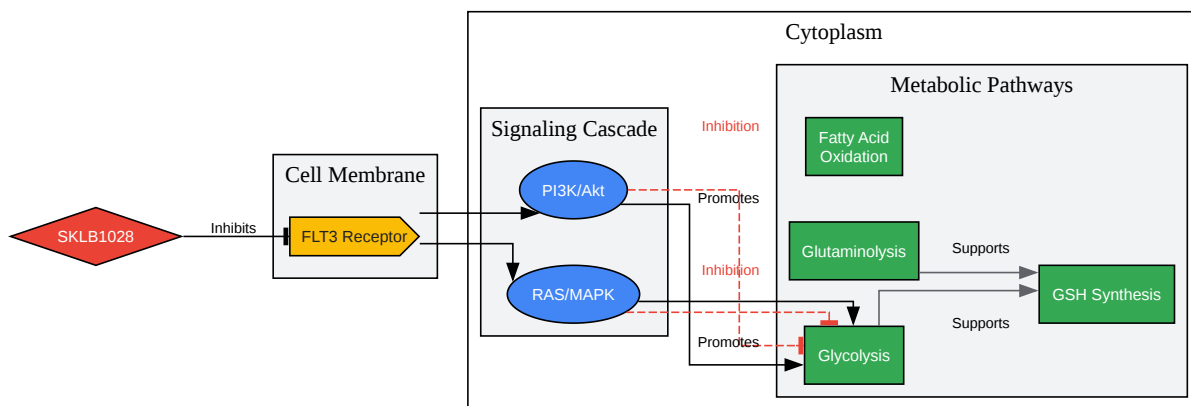 Cytoplasm
Metabolic Pathways
Signaling Cascade
Inhibition
Fatty Acid
Oxidation
Cell Membrane
PI3K/Akt
Promotes
SKLB1028
Inhibits
FLT3 Receptor
Glutaminolysis
Supports
Inhibition
RAS/MAPK
GSH Synthesis
Supports
Promotes
Glycolysis